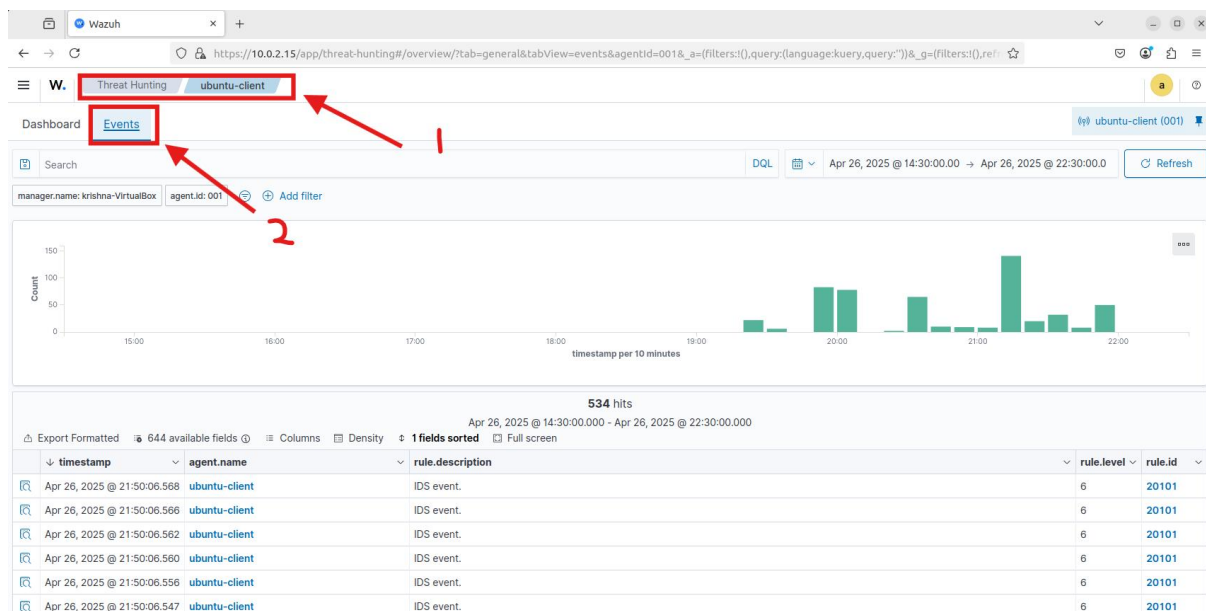 Wazuh
https://10.0.2.15/app/threat-hunting#/overview/?tab=general&tabView=events&agentId=001&_a=(filters:!(),query:(language:kuery,query:''))&_g=(filters:!(),refr
W. Threat Hunting ubuntu-client a
Dashboard Events ubuntu-client (001)
1
Search DQL Apr 26, 2025 @ 14:30:00.00 → Apr 26, 2025 @ 22:30:00.0 Refresh
manager.name: krishna-VirtualBox agent.id: 001 Add filter
2
150
100
50
0
Count
15:00 16:00 17:00 18:00 19:00 20:00 21:00 22:00
timestamp per 10 minutes
534 hits
Apr 26, 2025 @ 14:30:00.000 - Apr 26, 2025 @ 22:30:00.000
Export Formatted 644 available fields Columns Density 1 fields sorted Full screen
timestamp agent.name rule.description rule.level rule.id
Apr 26, 2025 @ 21:50:06.568 ubuntu-client IDS event. 6 20101
Apr 26, 2025 @ 21:50:06.566 ubuntu-client IDS event. 6 20101
Apr 26, 2025 @ 21:50:06.562 ubuntu-client IDS event. 6 20101
Apr 26, 2025 @ 21:50:06.560 ubuntu-client IDS event. 6 20101
Apr 26, 2025 @ 21:50:06.556 ubuntu-client IDS event. 6 20101
Apr 26, 2025 @ 21:50:06.547 ubuntu-client IDS event. 6 20101